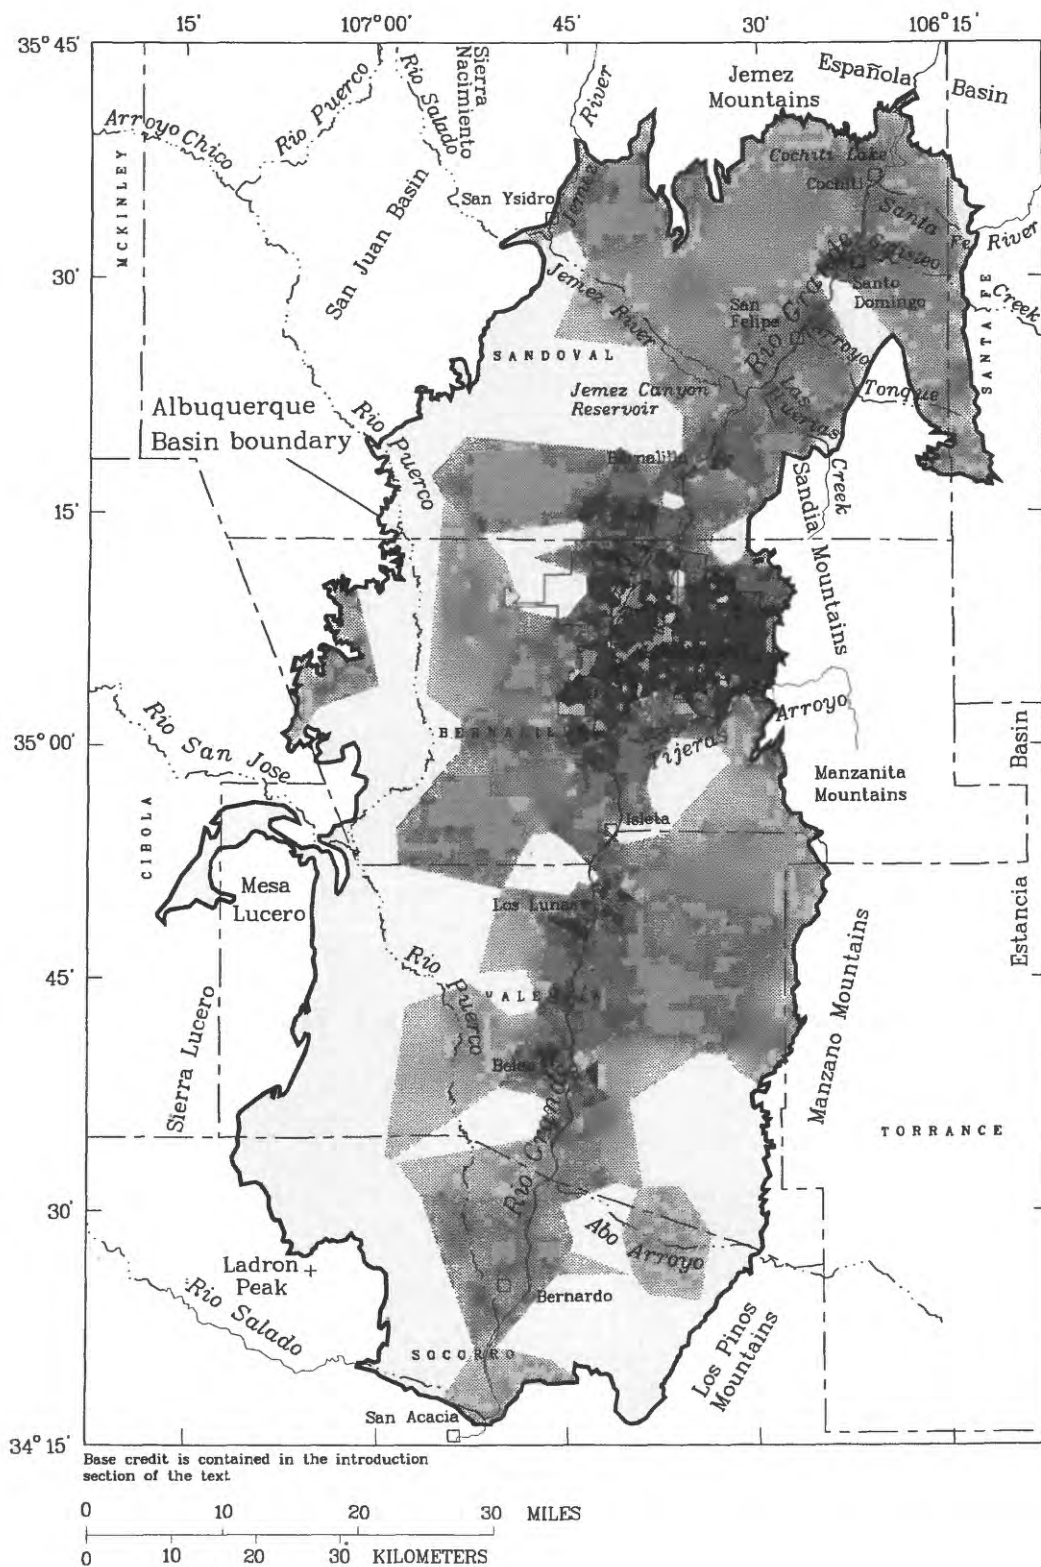 15' 107°00' 45' 30' 106°15'
35°45'
Sierra
Nacimiento
River
Jemez
Mountains
Española
Basin
Rio Puerco
Rio Salado
Arroyo Chico
MCKINLEY
San Juan Basin
San Ysidro
Jemez
Cochiti Lake
Cochiti
Santa Fe
River
Galisteo
Creek
30'
Jemez River
Santo
Domingo
San
Felipe
Rio Grande
Arroyo
Tonque
SANTA FE
SANDOVAL
Jemez Canyon
Reservoir
Las
Huertas
Creek
Albuquerque
Basin boundary
Rio Puerco
Bernalillo
15'
Sandia Mountains
Arroyo
Tijeras
Rio San Jose
35°00'
BERNALILLO
Manzanita
Mountains
Basin
Estancia
CIBOLA
Isleta
Mesa
Lucero
Los Lunas
Rio Puerco
45'
VALENCIA
Manzano Mountains
Sierra Lucero
Belen
Rio Grande
TORRANCE
30'
Abo Arroyo
Ladron
Peak
Bernardo
Rio Salado
Los Pinos
Mountains
SOCORRO
San Acacia
34°15'
Base credit is contained in the introduction
section of the text
0 10 20 30 MILES
0 10 20 30 KILOMETERS